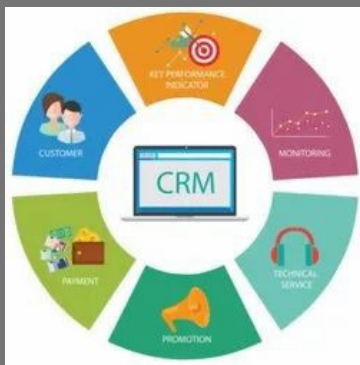 KEY PERFORMANCE
INDICATOR
CUSTOMER
MONITORING
CRM
PAYMENT
TECHNICAL
SERVICE
PROMOTION